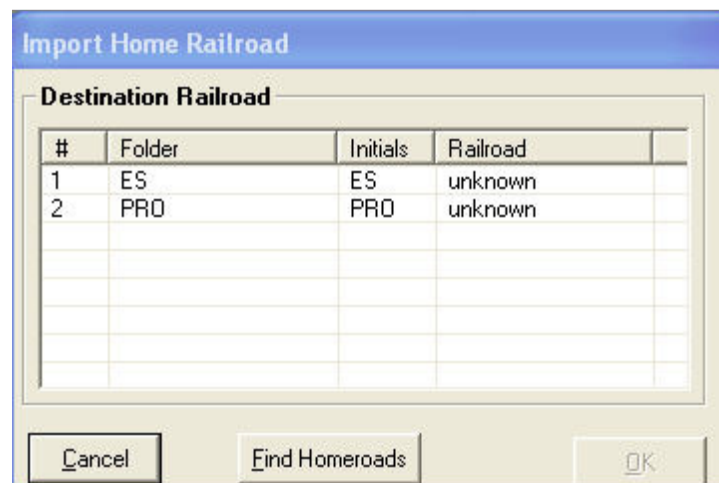 Import Home Railroad
Destination Railroad
# Folder Initials Railroad
1 ES ES unknown
2 PRO PRO unknown
Cancel Find Homeroads OK